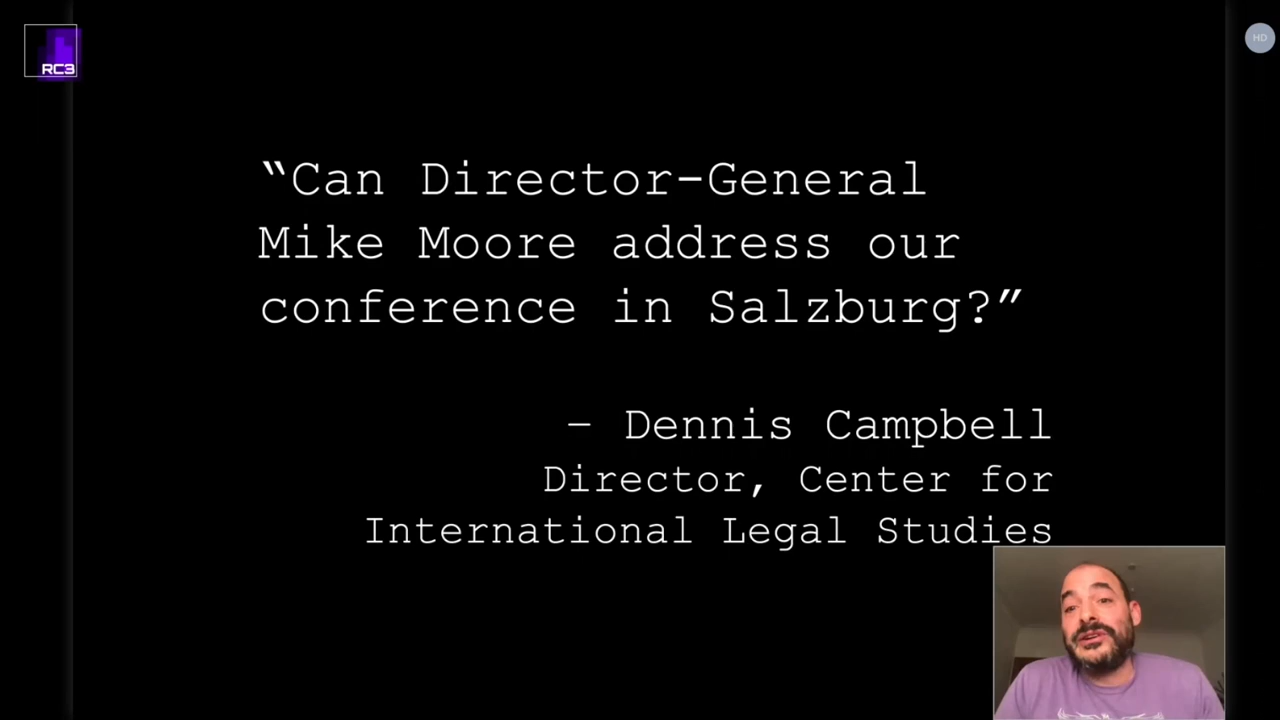 RC3
HD
“Can Director-General
Mike Moore address our
conference in Salzburg?”
– Dennis Campbell
Director, Center for
International Legal Studies